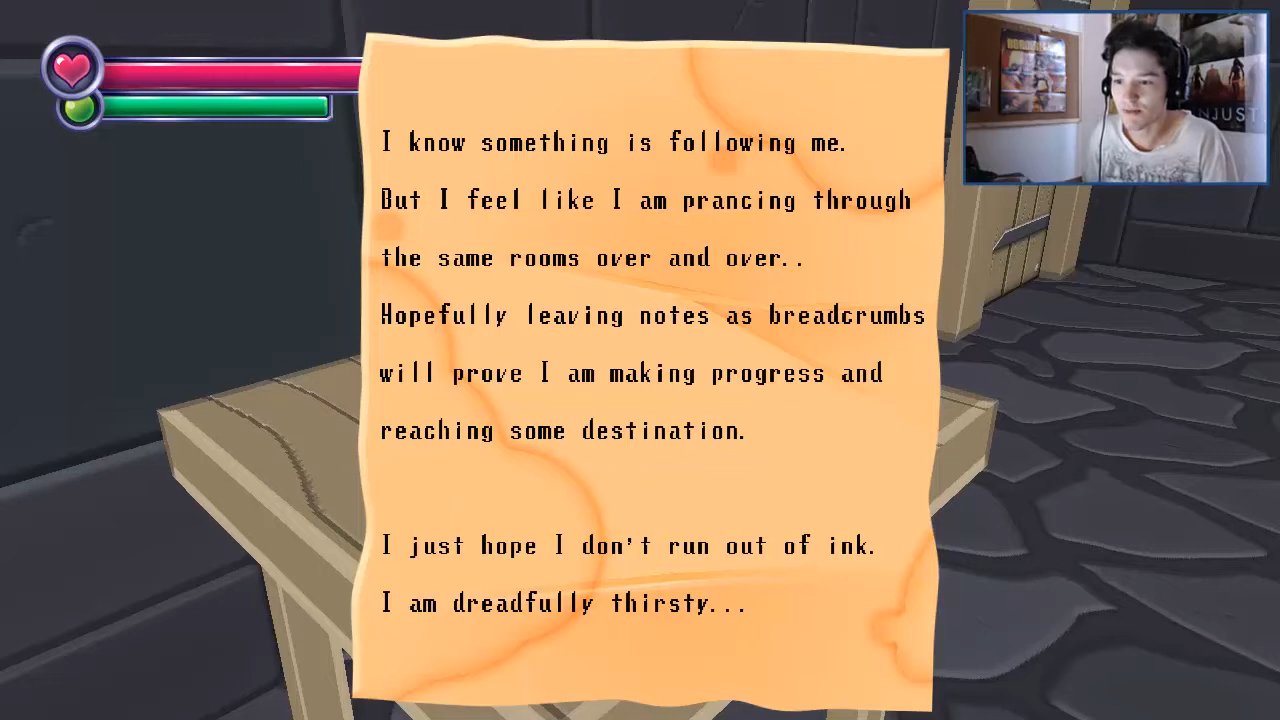 I know something is following me.
But I feel like I am prancing through
the same rooms over and over..
Hopefully leaving notes as breadcrumbs
will prove I am making progress and
reaching some destination.
I just hope I don't run out of ink.
I am dreadfully thirsty...